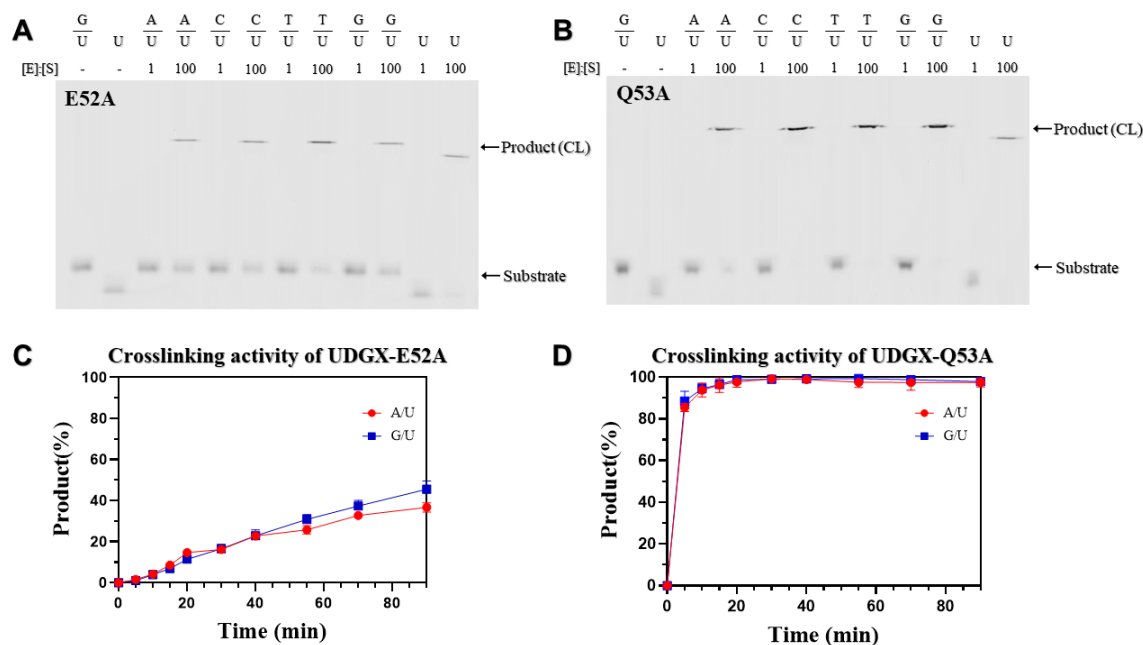 A
G A A C C T T G G
U U U U U U U U U U U U
[E]:[S] - - 1 100 1 100 1 100 1 100 1 100
E52A
Product (CL)
Substrate
B
G A A C C T T G G
U U U U U U U U U U U U
[E]:[S] - - 1 100 1 100 1 100 1 100 1 100
Q53A
Product (CL)
Substrate
C
Crosslinking activity of UDGX-E52A
100
80
60
40
20
0
Product(%)
A/U
G/U
0 20 40 60 80
Time (min)
D
Crosslinking activity of UDGX-Q53A
100
80
60
40
20
0
Product(%)
A/U
G/U
0 20 40 60 80
Time (min)